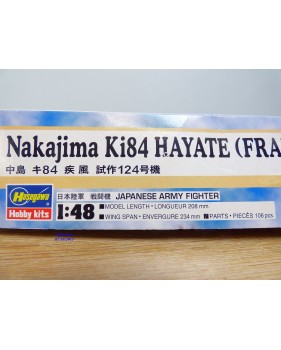 Nakajima Ki84 HAYATE (FRA
中島 キ84 疾風 試作124号機
Hasegawa
Hobby kits
日本陸軍 戦闘機 JAPANESE ARMY FIGHTER
1:48
■MODEL LENGTH・LONGUEUR 208 mm
■WING SPAN・ENVERGURE 234 mm ■PARTS・PIÈCES 106 pcs